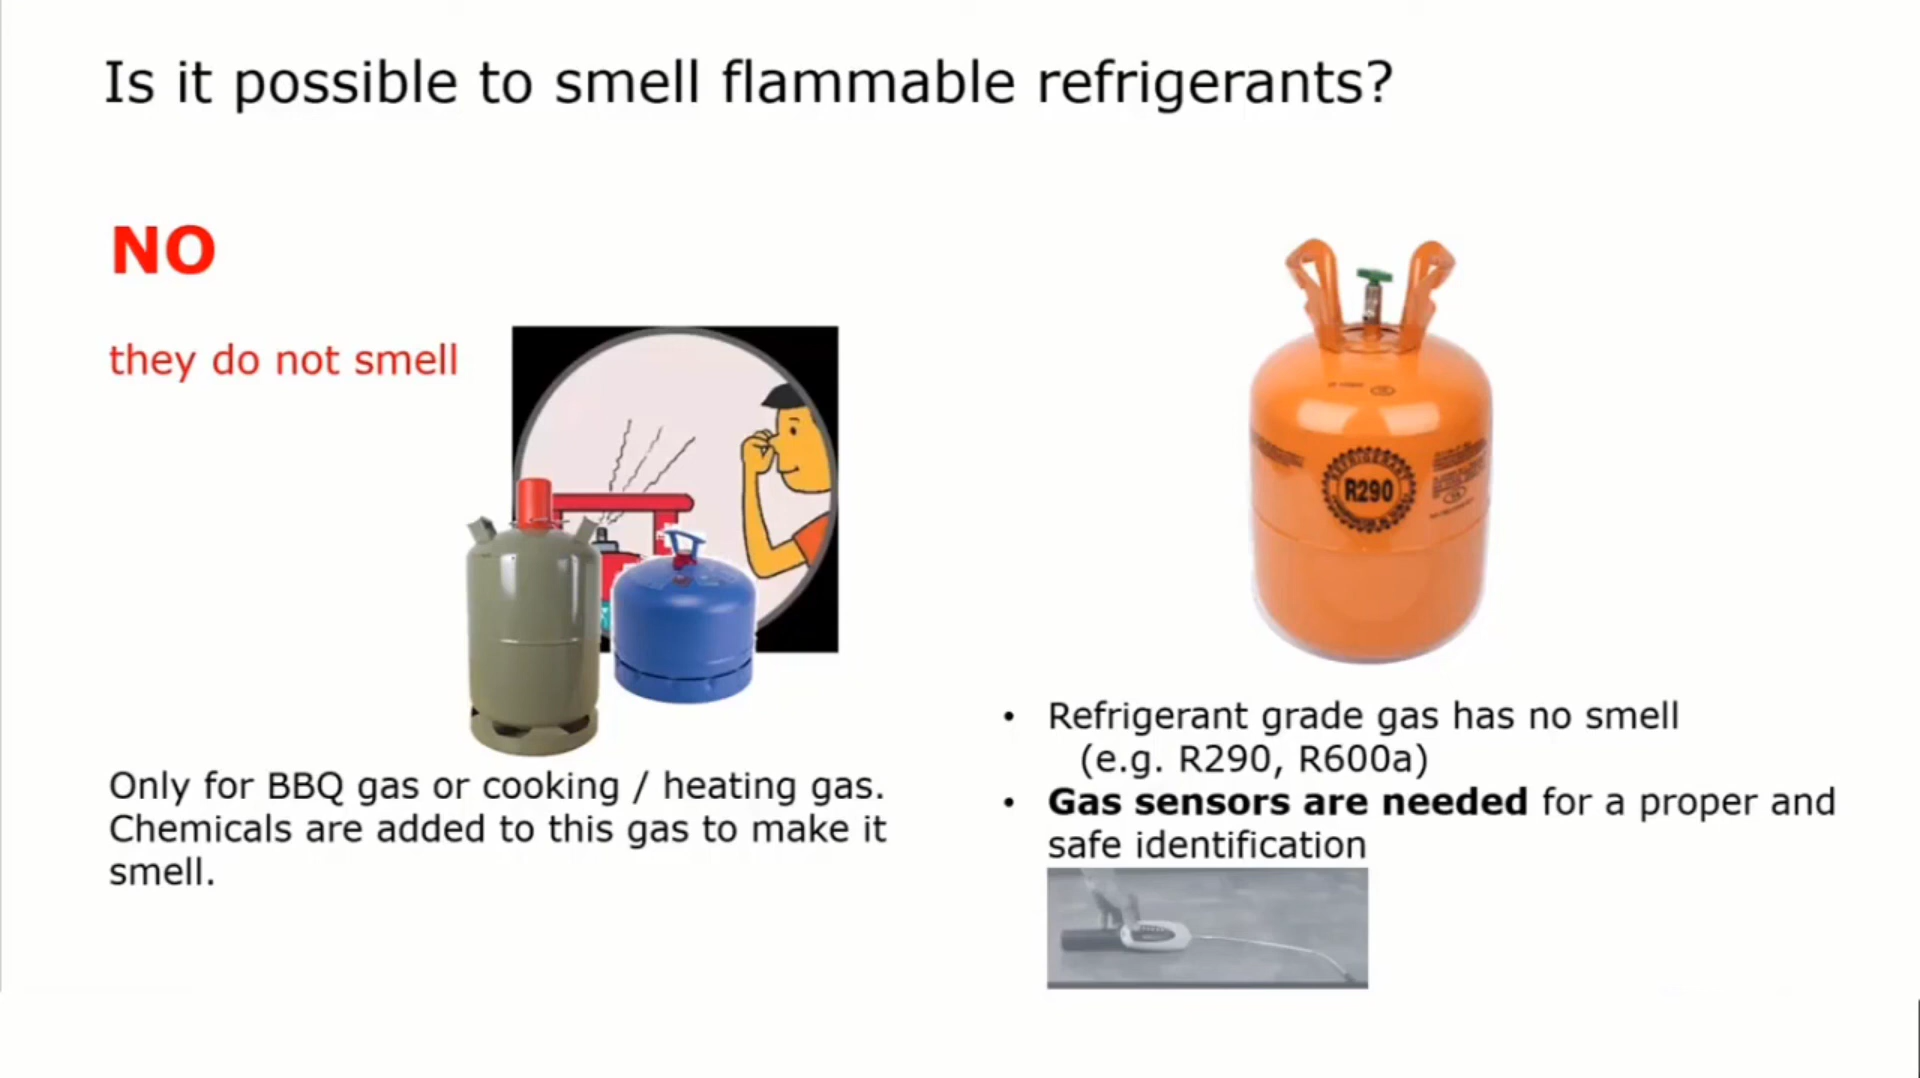 Is it possible to smell flammable refrigerants?
NO
they do not smell
Only for BBQ gas or cooking / heating gas.
Chemicals are added to this gas to make it
smell.
REFRIGERANT
R290
• Refrigerant grade gas has no smell
(e.g. R290, R600a)
• Gas sensors are needed for a proper and
safe identification